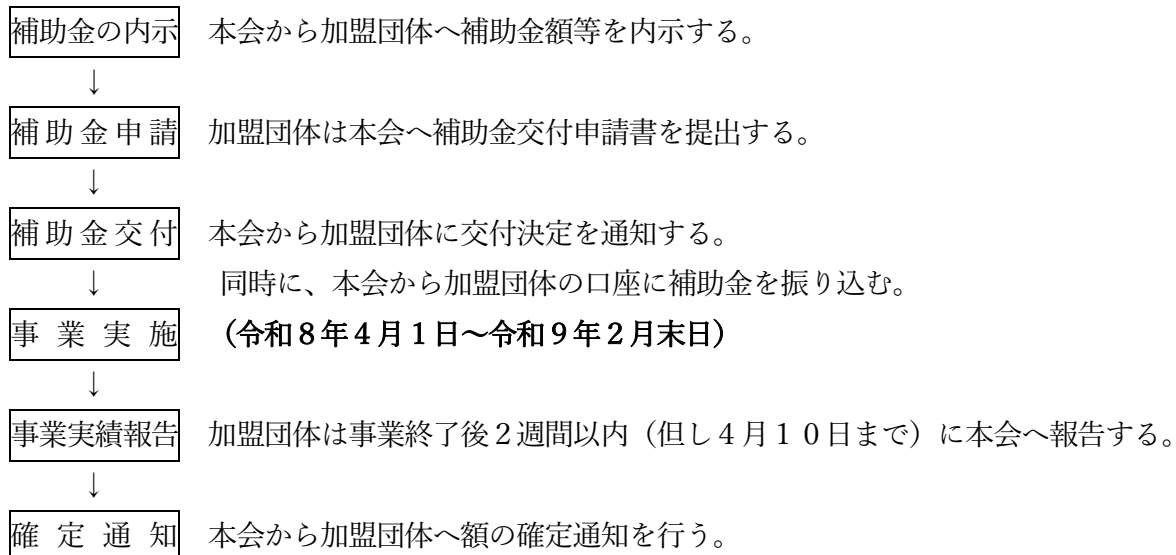 補助金の内示 本会から加盟団体へ補助金額等を内示する。
↓
補助金申請 加盟団体は本会へ補助金交付申請書を提出する。
↓
補助金交付 本会から加盟団体に交付決定を通知する。
↓ 同時に、本会から加盟団体の口座に補助金を振り込む。
事業実施 (令和8年4月1日~令和9年2月末日)
↓
事業実績報告 加盟団体は事業終了後2週間以内(但し4月10日まで)に本会へ報告する。
↓
確定通知 本会から加盟団体へ額の確定通知を行う。